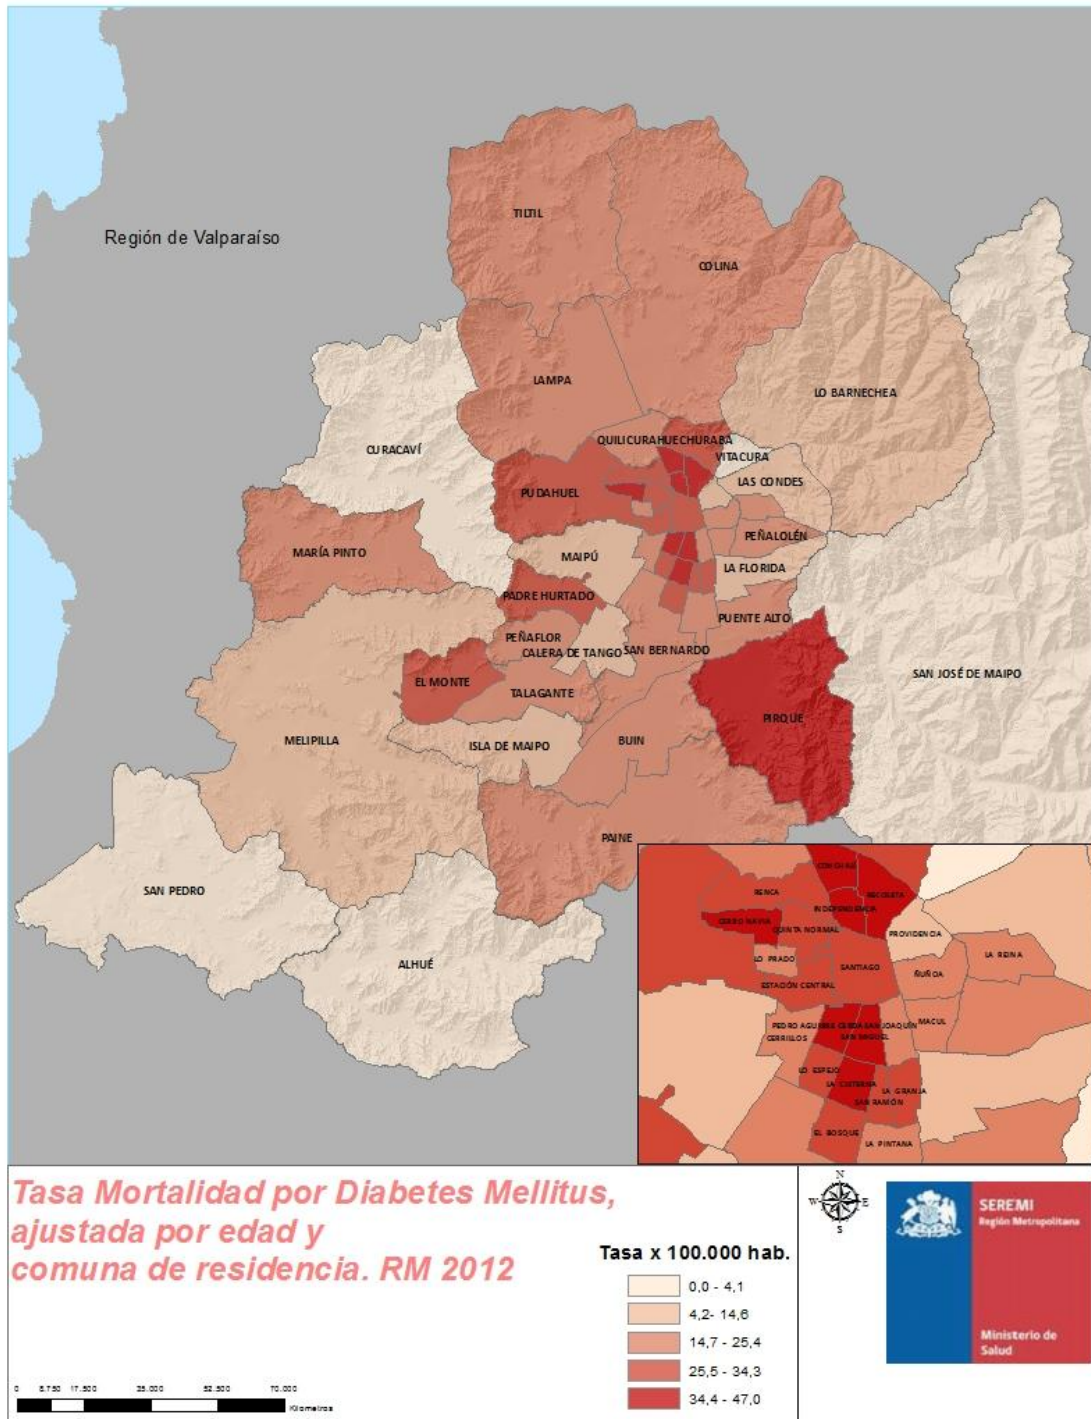 Región de Valparaíso
TILTIL
COLINA
LAMPA
LO BARNECHEA
QUILICURA
HUECHURABA
CURACAVÍ
VITACURA
LAS CONDES
PUDAHUEL
PEÑALOLÉN
MARÍA PINTO
MAIPÚ
LA FLORIDA
PADRE HURTADO
PUENTE ALTO
PEÑAFLOR
CALERA DE TANGO
SAN BERNARDO
SAN JOSÉ DE MAIPO
EL MONTE
TALAGANTE
PIRQUE
MELIPILLA
ISLA DE MAIPO
BUIN
PAINE
SAN PEDRO
ALHUÉ
CONCHALÍ
RENCA
RECOLETA
INDEPENDENCIA
CERRO NAVIA
QUINTA NORMAL
PROVIDENCIA
LO PRADO
SANTIAGO
LA REINA
ÑUÑOA
ESTACIÓN CENTRAL
PEDRO AGUIRRE CERDA
SAN JOAQUÍN
MACUL
CERRILLOS
SAN MIGUEL
LO ESPEJO
LA CISTERNA
LA GRANJA
SAN RAMÓN
EL BOSQUE
LA PINTANA
Tasa Mortalidad por Diabetes Mellitus,
ajustada por edad y
comuna de residencia. RM 2012
Tasa x 100.000 hab.
0,0 - 4,1
4,2- 14,6
14,7 - 25,4
25,5 - 34,3
34,4 - 47,0
0 8.750 17.500 35.000 52.500 70.000
Kilometros
N
W E
S
SEREMI
Región Metropolitana
Ministerio de
Salud